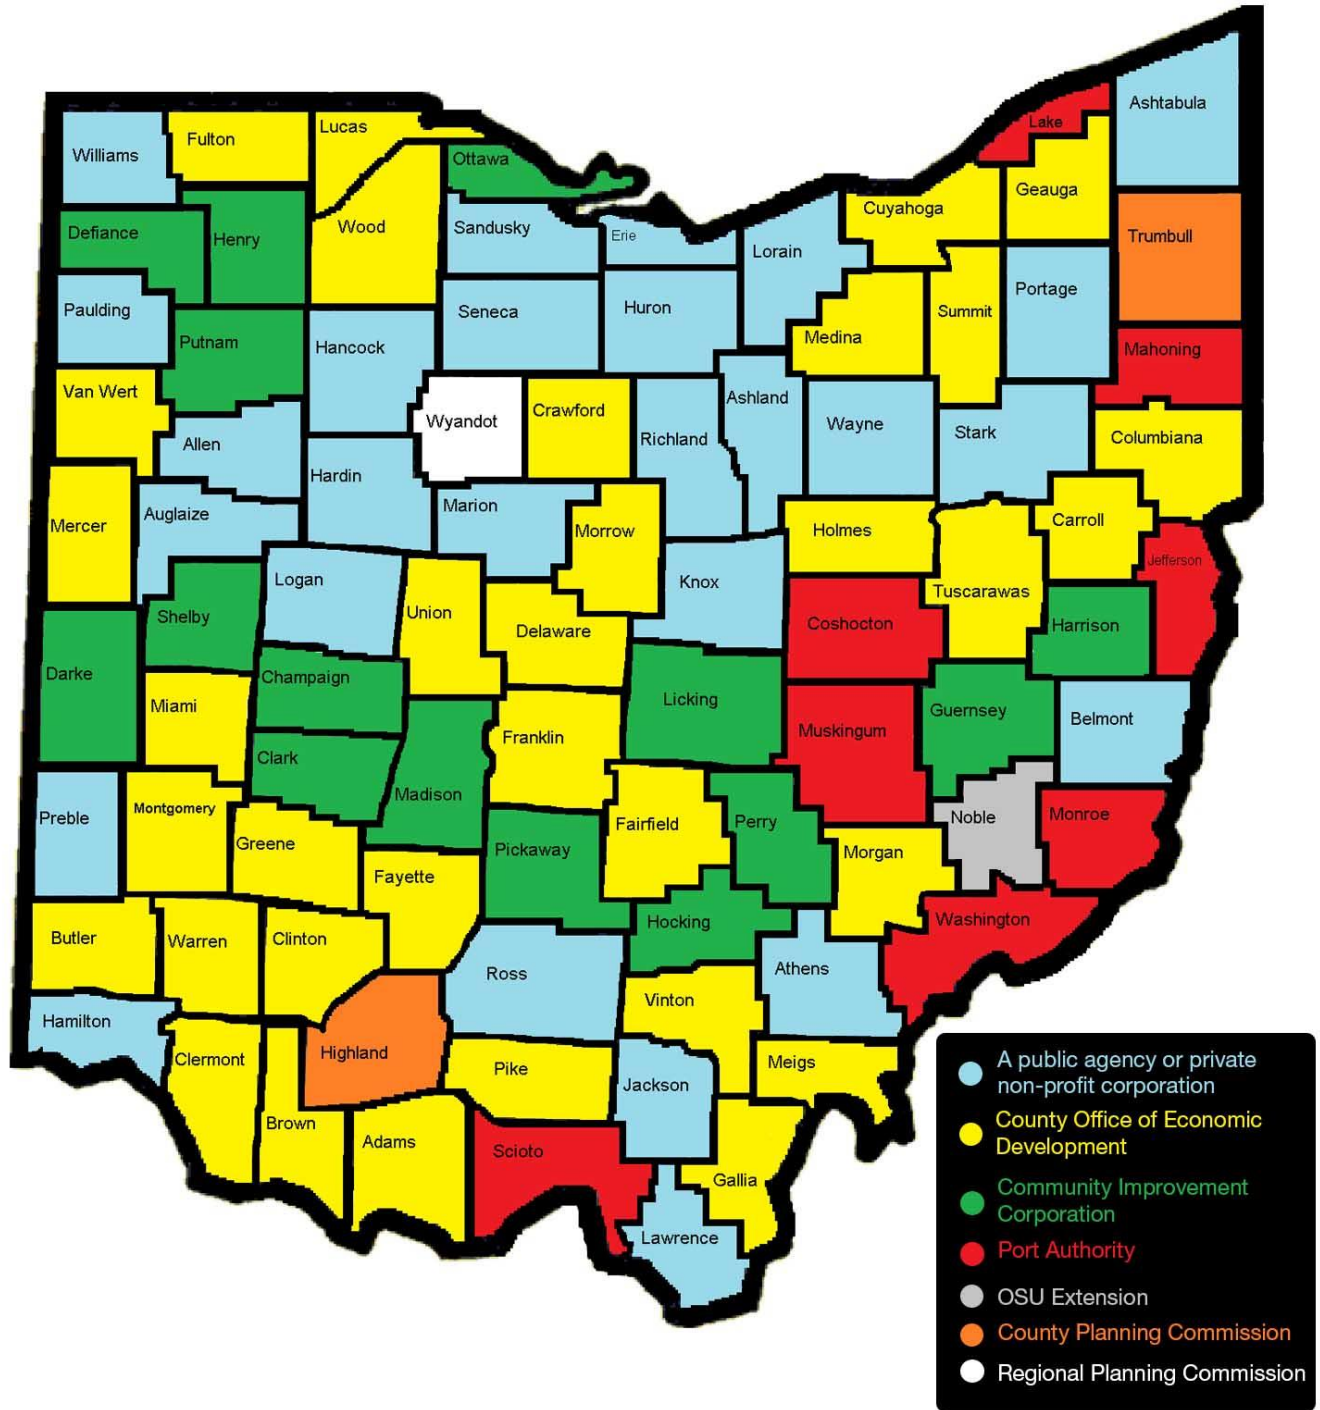 Ashtabula
Lake
Lucas
Fulton
Williams
Ottawa
Geauga
Cuyahoga
Wood
Sandusky
Defiance
Henry
Erie
Trumbull
Lorain
Portage
Paulding
Seneca
Huron
Summit
Medina
Putnam
Hancock
Mahoning
Van Wert
Ashland
Crawford
Wyandot
Wayne
Stark
Columbiana
Richland
Allen
Hardin
Marion
Auglaize
Carroll
Mercer
Morrow
Holmes
Jefferson
Logan
Knox
Tuscarawas
Union
Shelby
Coshocton
Harrison
Delaware
Darke
Champaign
Licking
Miami
Guernsey
Belmont
Muskingum
Franklin
Clark
Madison
Montgomery
Preble
Noble
Monroe
Perry
Fairfield
Greene
Pickaway
Morgan
Fayette
Washington
Hocking
Butler
Warren
Clinton
Athens
Ross
Vinton
Hamilton
Highland
Clermont
Meigs
Pike
Jackson
Brown
Adams
Scioto
Gallia
Lawrence
A public agency or private
non-profit corporation
County Office of Economic
Development
Community Improvement
Corporation
Port Authority
OSU Extension
County Planning Commission
Regional Planning Commission